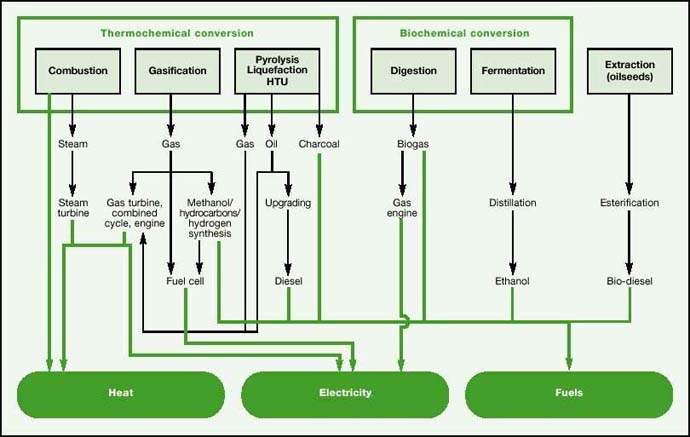 Thermochemical conversion
Biochemical conversion
Combustion
Gasification
Pyrolysis
Liquefaction
HTU
Digestion
Fermentation
Extraction
(oilseeds)
Steam
Gas
Gas
Oil
Charcoal
Biogas
Steam
turbine
Gas turbine,
combined
cycle, engine
Methanol/
hydrocarbons/
hydrogen
synthesis
Upgrading
Gas
engine
Distillation
Esterification
Fuel cell
Diesel
Ethanol
Bio-diesel
Heat
Electricity
Fuels